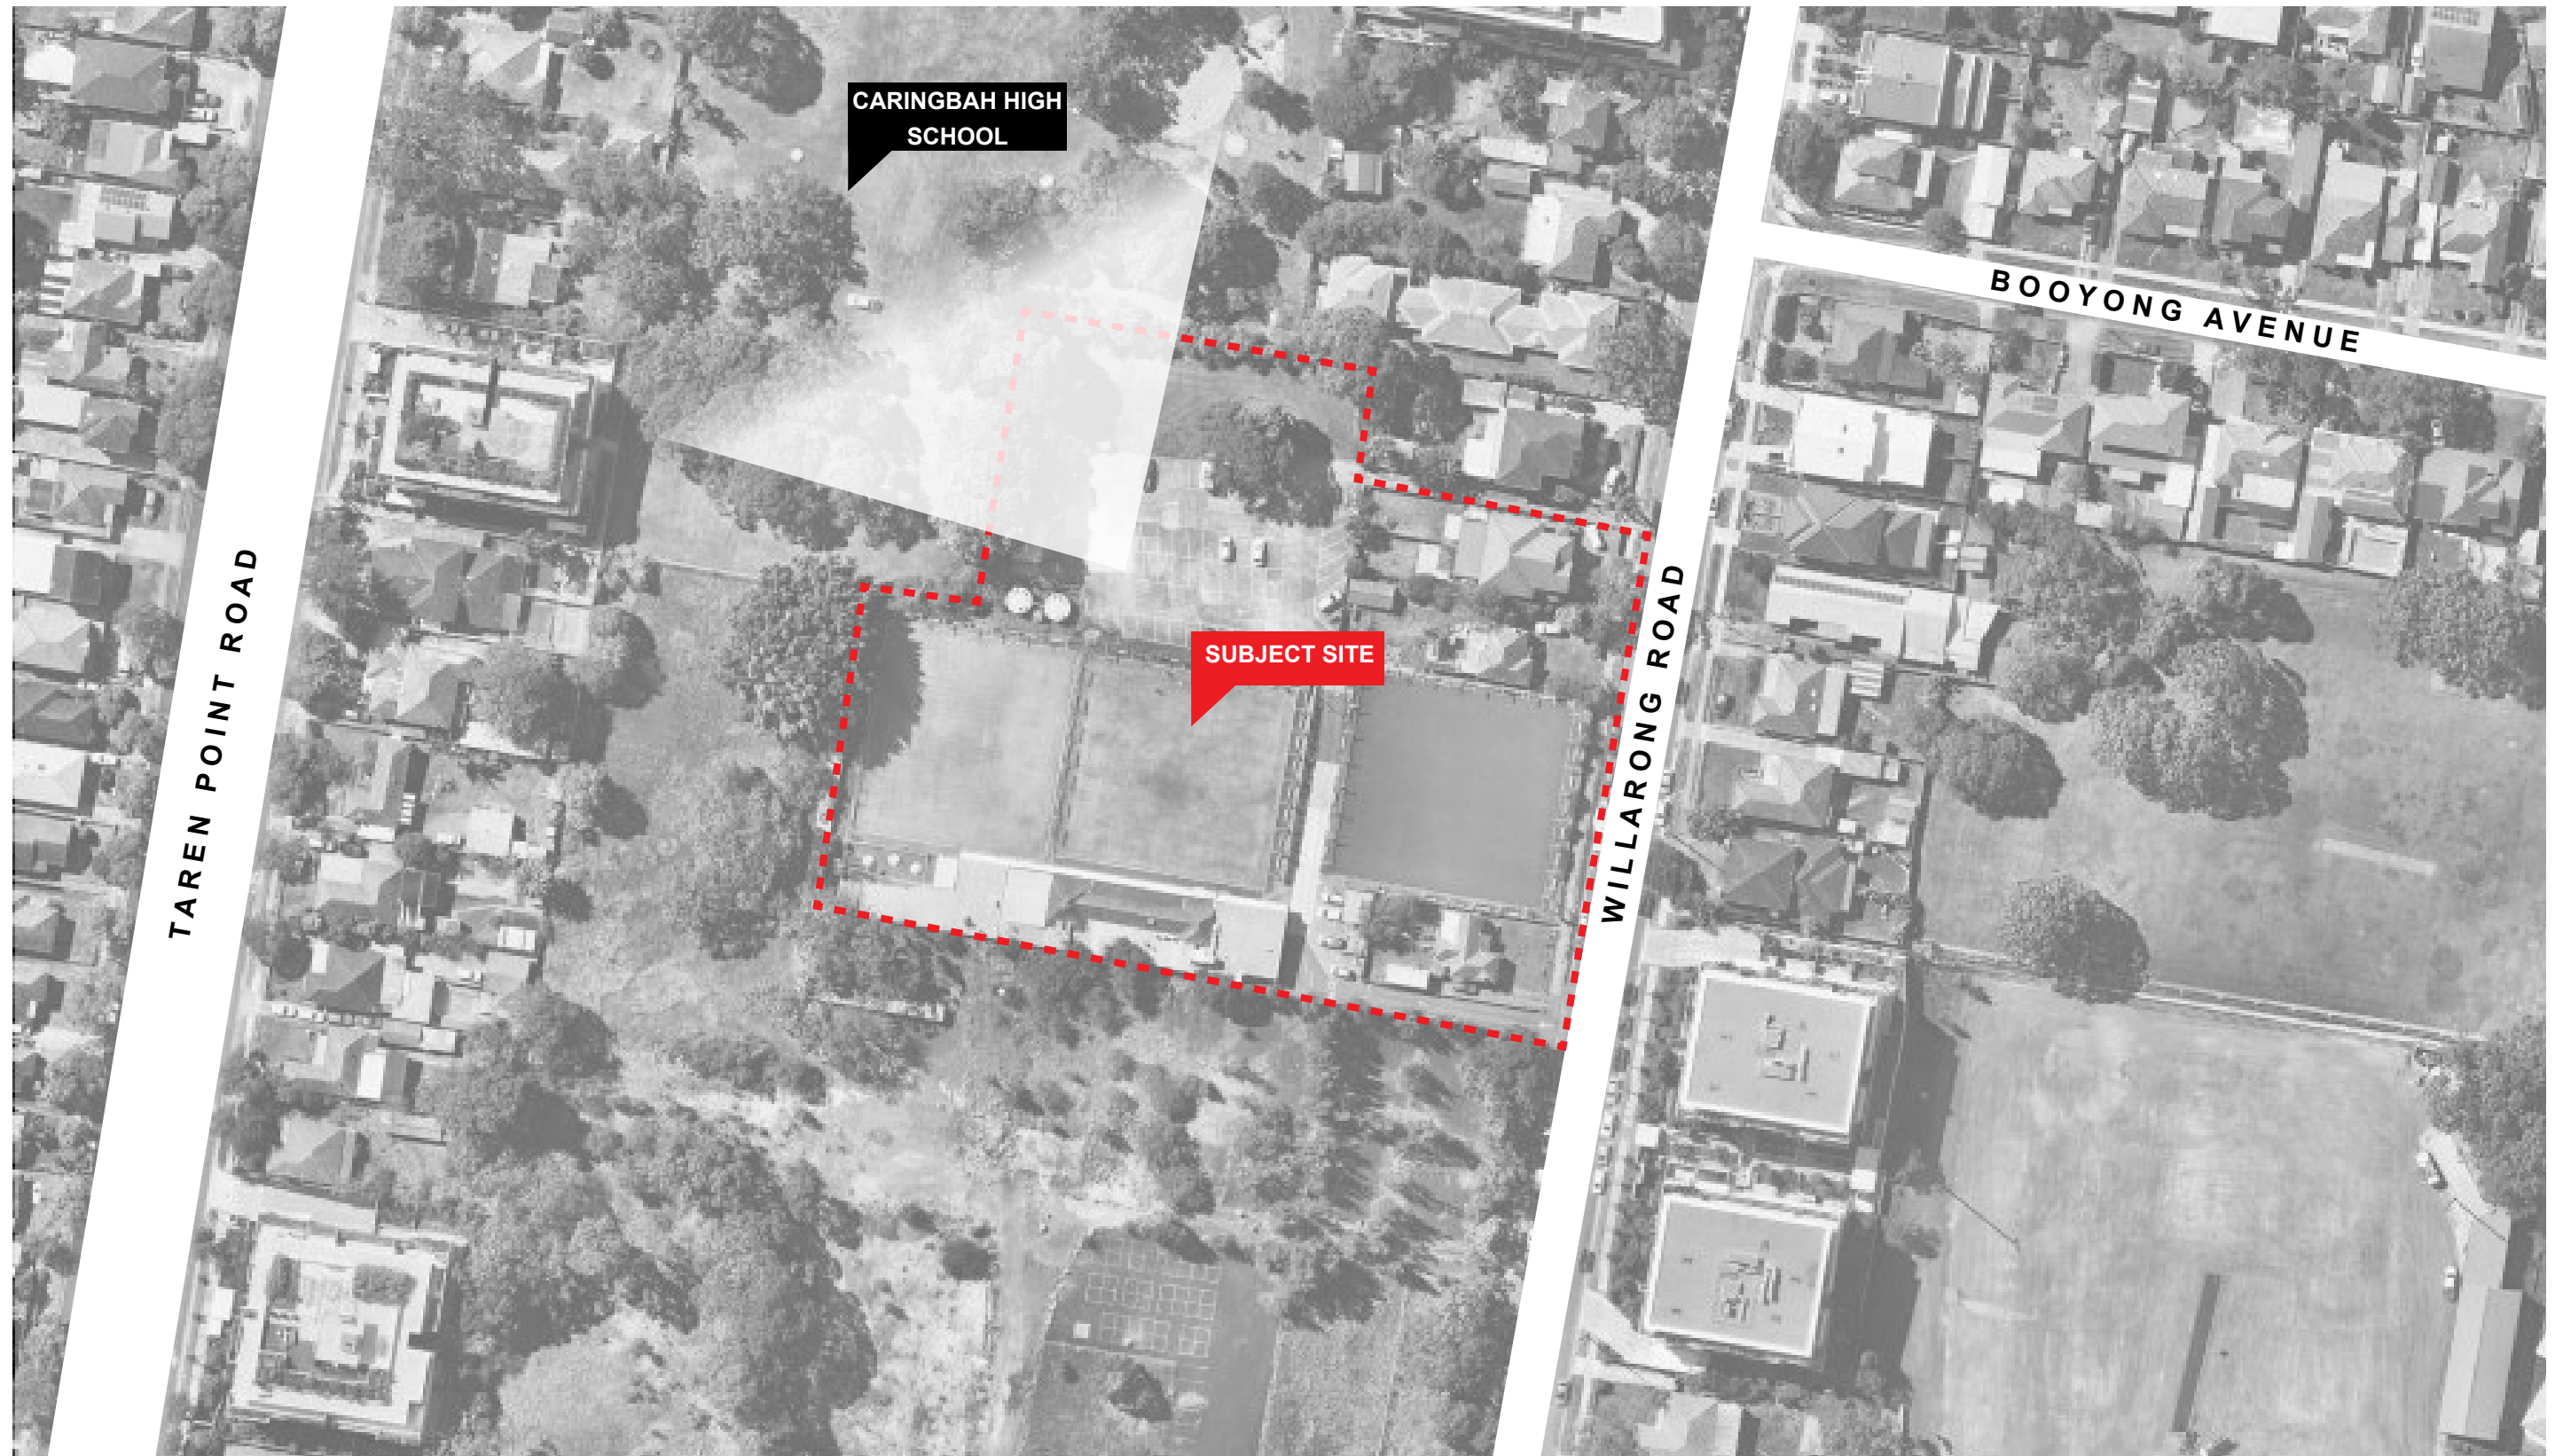 CARINGBAH HIGH
SCHOOL
BOOYONG AVENUE
TAREN POINT ROAD
SUBJECT SITE
WILLARONG ROAD